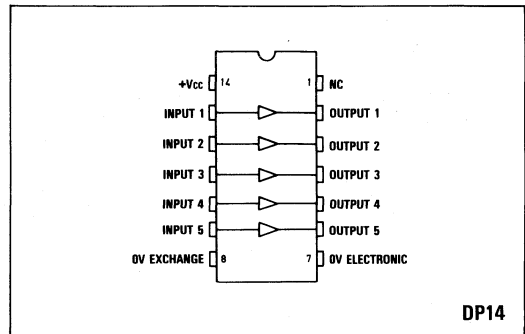 +Vcc 14 1 NC
INPUT 1 OUTPUT 1
INPUT 2 OUTPUT 2
INPUT 3 OUTPUT 3
INPUT 4 OUTPUT 4
INPUT 5 OUTPUT 5
0V EXCHANGE 8 7 0V ELECTRONIC
DP14